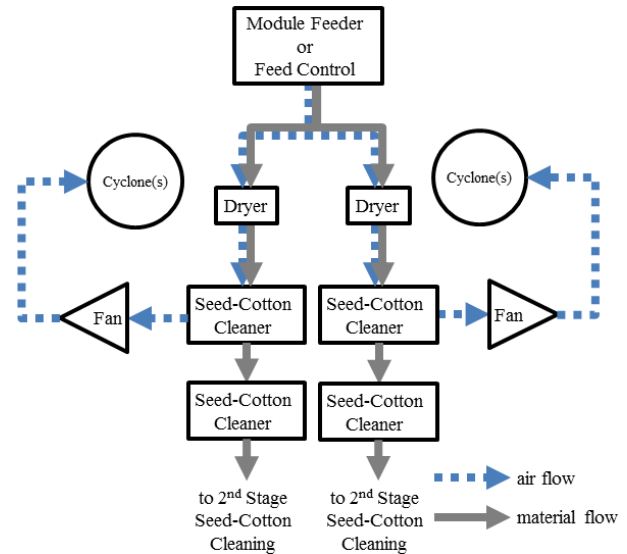 Module Feeder
or
Feed Control
Cyclone(s)
Cyclone(s)
Dryer
Dryer
Seed-Cotton
Cleaner
Seed-Cotton
Cleaner
Fan
Fan
Seed-Cotton
Cleaner
Seed-Cotton
Cleaner
to 2nd Stage
Seed-Cotton
Cleaning
to 2nd Stage
Seed-Cotton
Cleaning
air flow
material flow